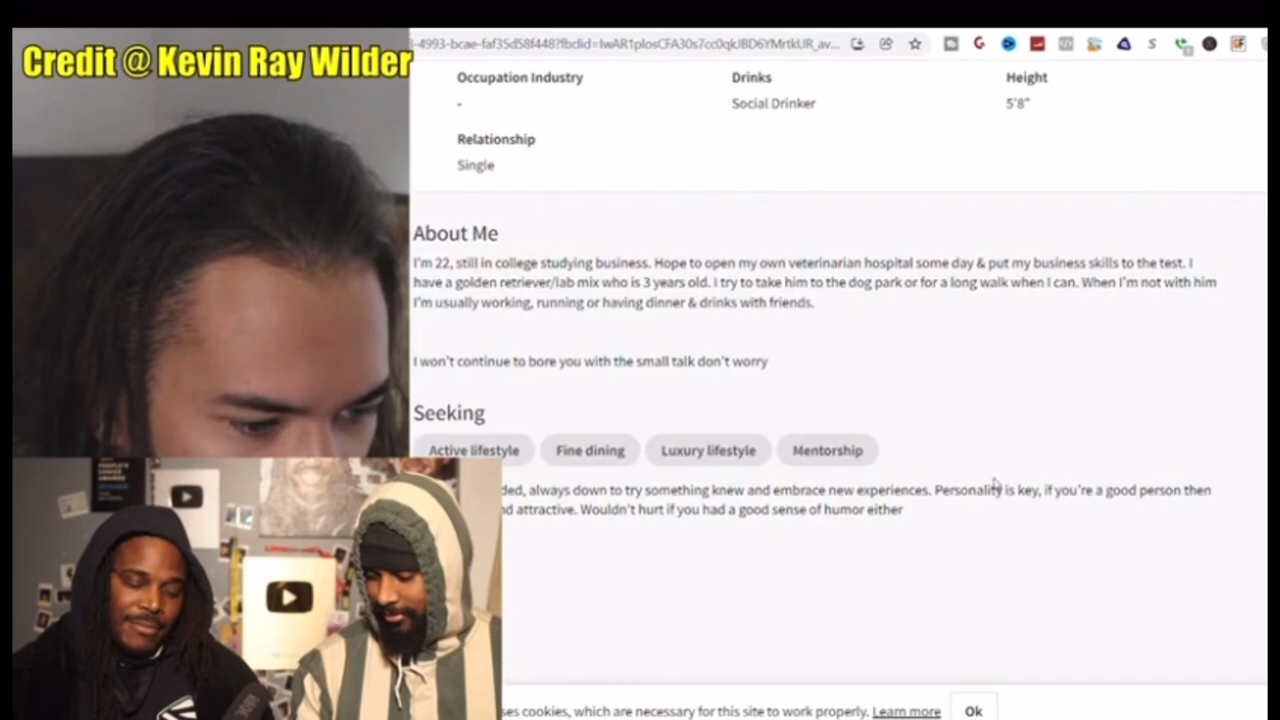 Credit @ Kevin Ray Wilder
Occupation Industry
Drinks
Height
-
Social Drinker
5'8"
Relationship
Single
About Me
I'm 22, still in college studying business. Hope to open my own veterinarian hospital some day & put my business skills to the test. I
have a golden retriever/lab mix who is 3 years old. I try to take him to the dog park or for a long walk when I can. When I'm not with him
I'm usually working, running or having dinner & drinks with friends.
I won't continue to bore you with the small talk don't worry
Seeking
Active lifestyle
Fine dining
Luxury lifestyle
Mentorship
ded, always down to try something knew and embrace new experiences. Personality is key, if you're a good person then
d attractive. Wouldn't hurt if you had a good sense of humor either
es cookies, which are necessary for this site to work properly. Learn more
Ok